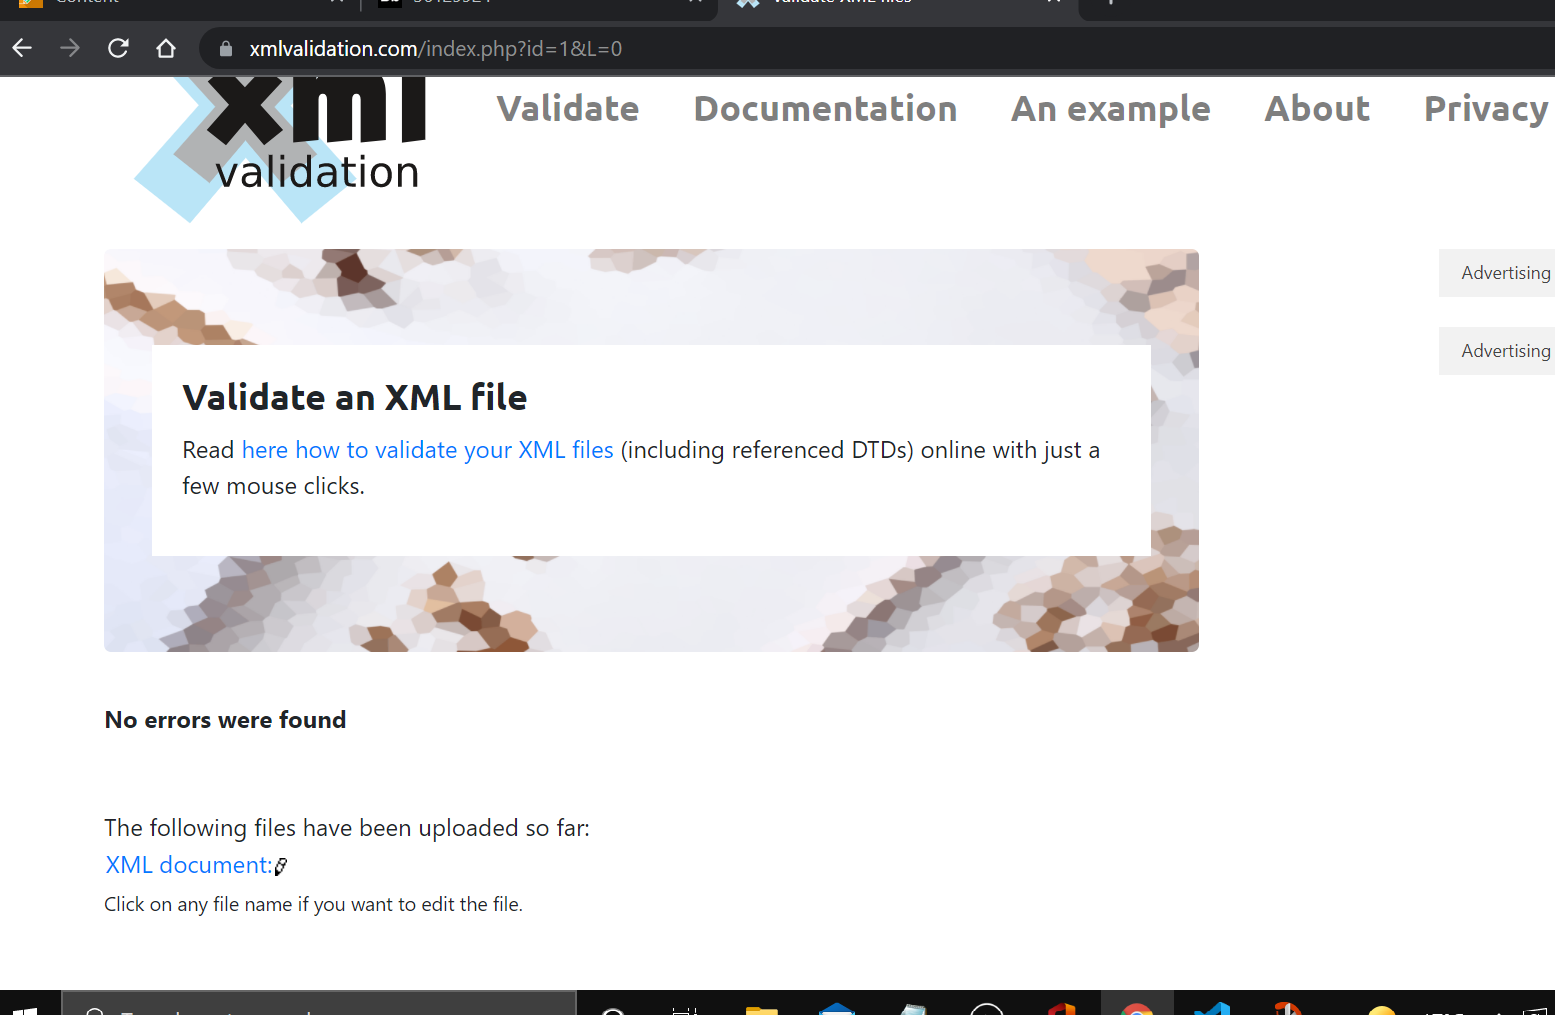 xmlvalidation.com/index.php?id=1&L=0
xml
validation
Validate Documentation An example About Privacy
Advertising
Advertising
Validate an XML file
Read here how to validate your XML files (including referenced DTDs) online with just a
few mouse clicks.
No errors were found
The following files have been uploaded so far:
XML document:
Click on any file name if you want to edit the file.